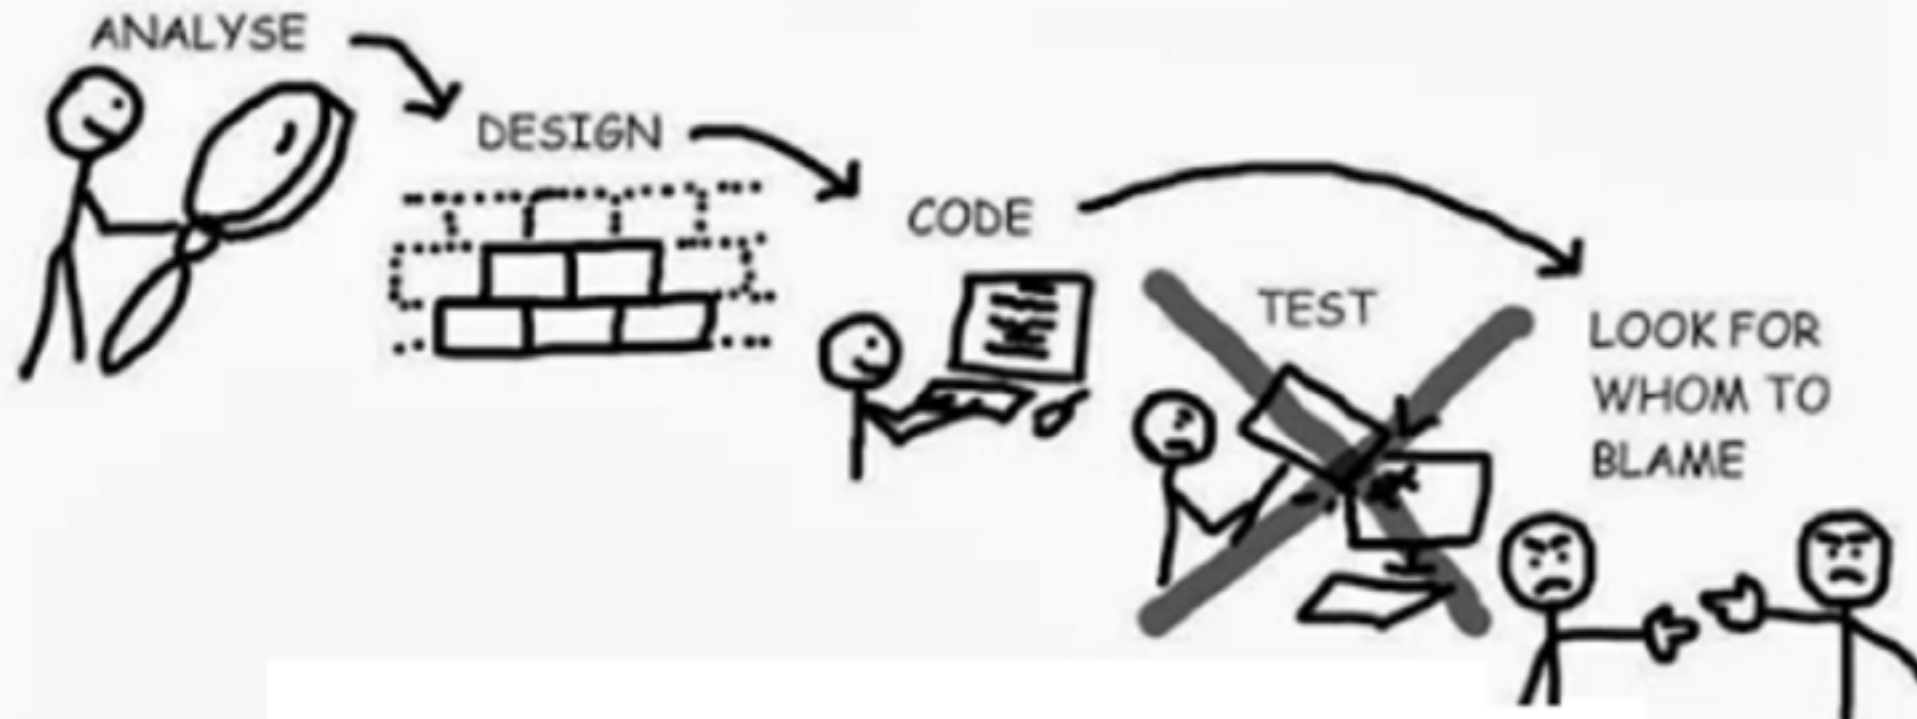 ANALYSE
DESIGN
CODE
TEST
LOOK FOR
WHOM TO
BLAME